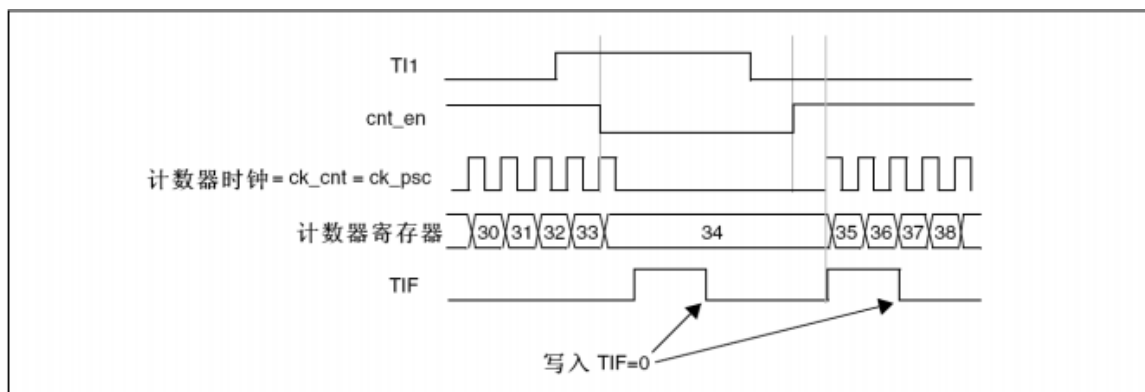 TI1
cnt_en
计数器时钟 = ck_cnt = ck_psc
计数器寄存器 30 31 32 33 34 35 36 37 38
TIF
写入 TIF=0